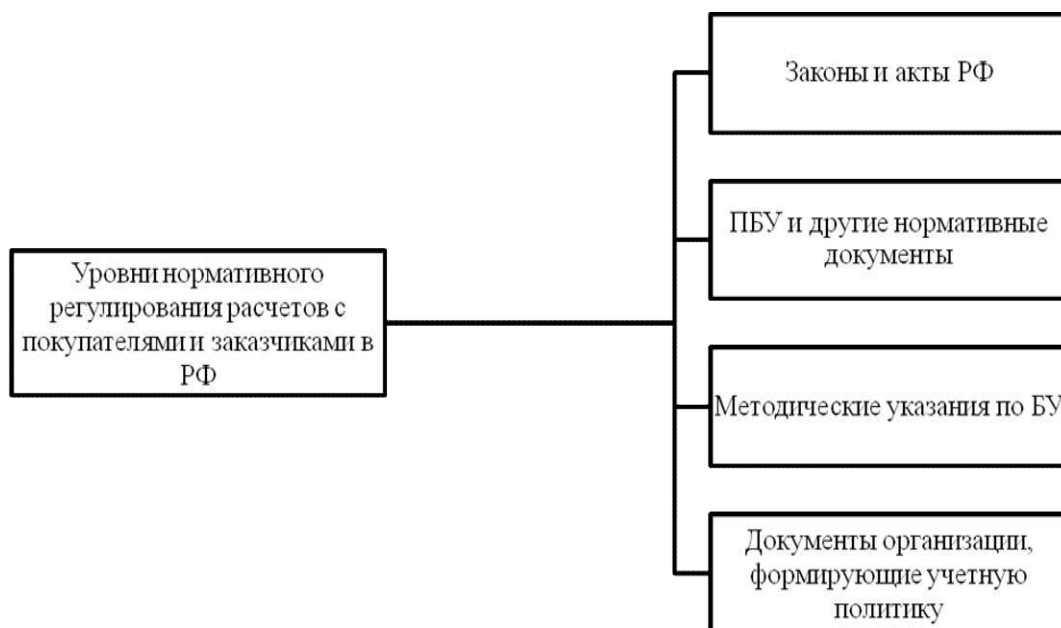 Уровни нормативного
регулирования расчетов с
покупателями и заказчиками в
РФ
Законы и акты РФ
ПБУ и другие нормативные
документы
Методические указания по БУ
Документы организации,
формирующие учетную
политику